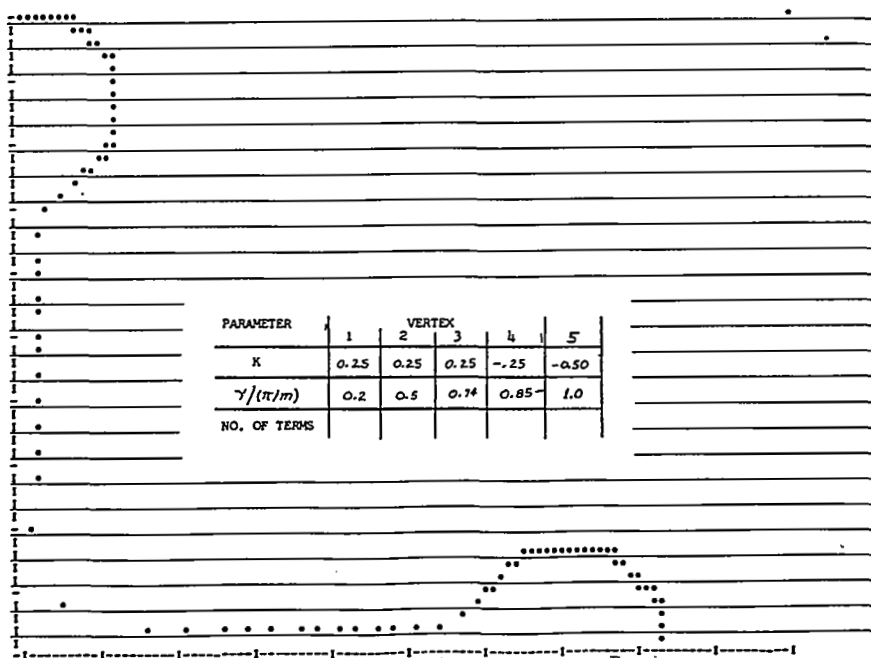 PARAMETER VERTEX
1 2 3 4 5
K 0.25 0.25 0.25 -.25 -0.50
γ/(π/m) 0.2 0.5 0.74 0.85 1.0
NO. OF TERMS